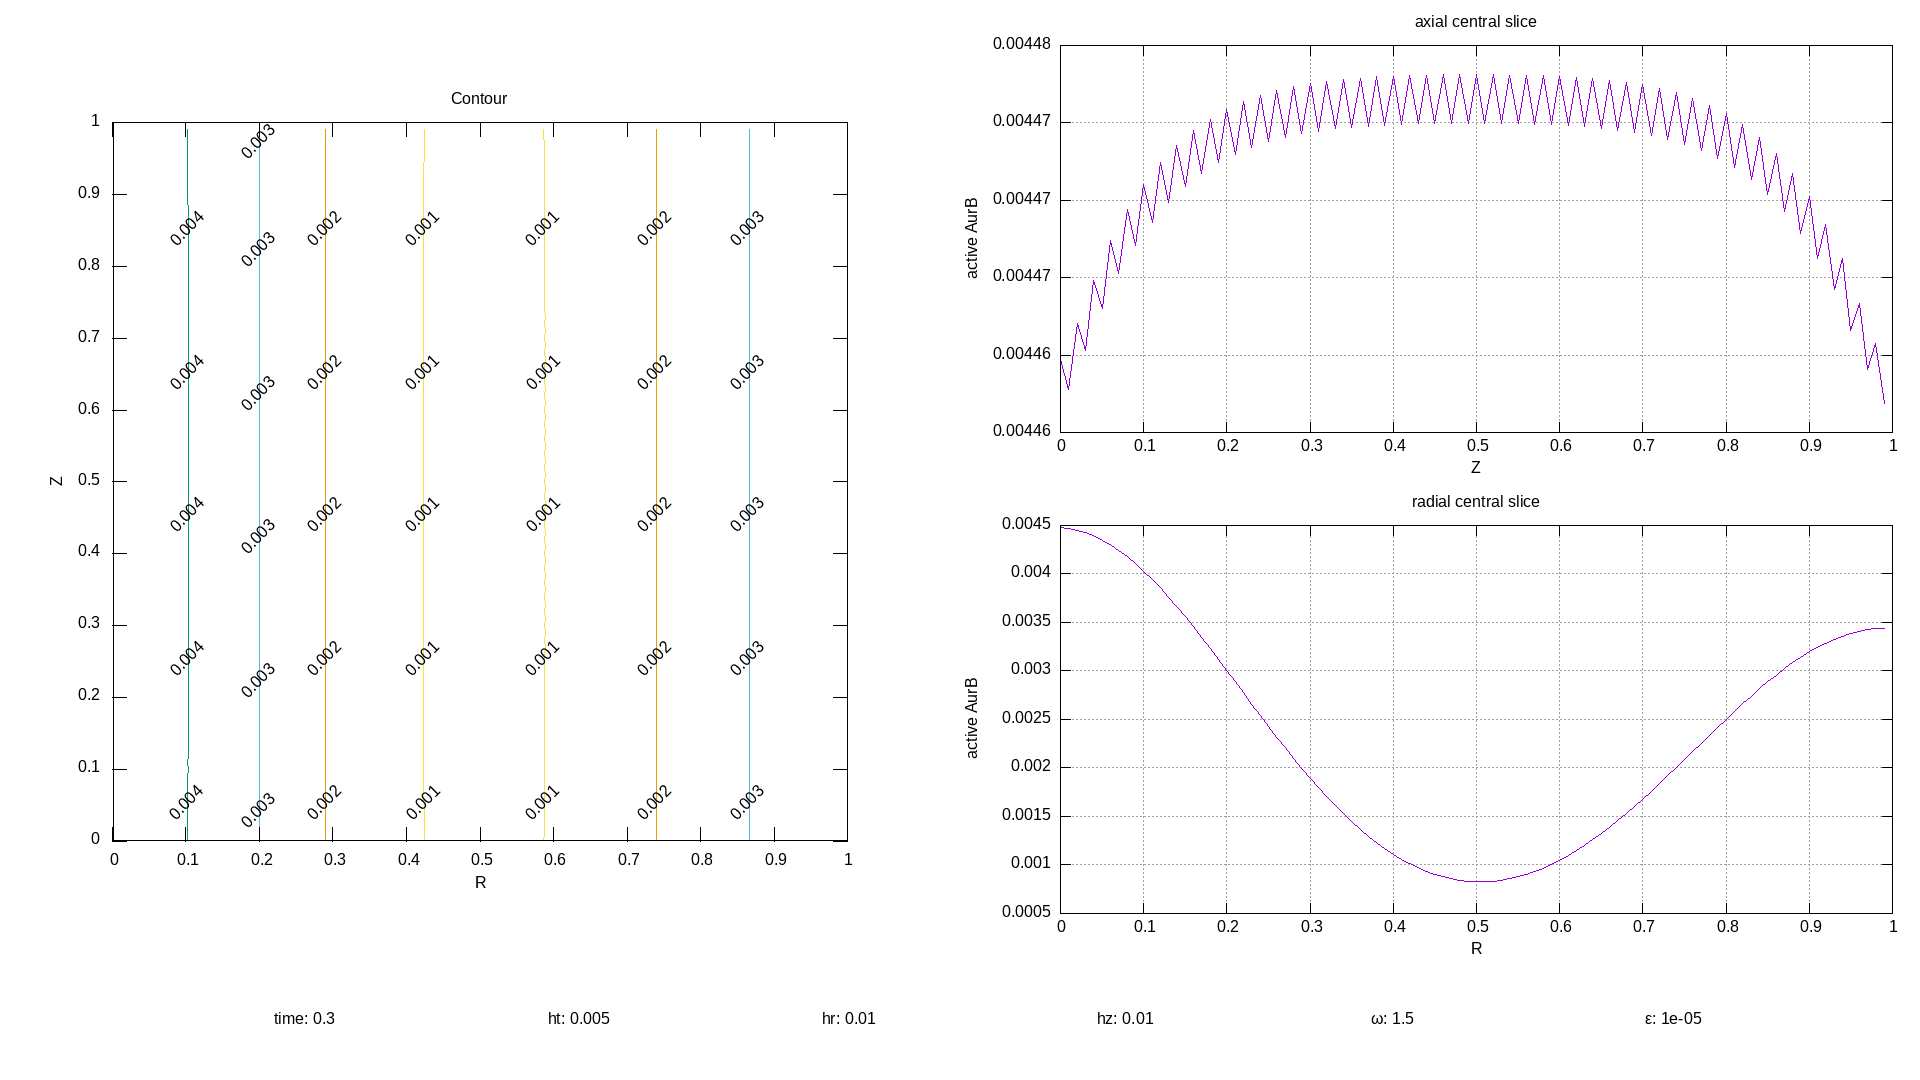 Contour
1
0.9
0.8
0.7
0.6
0.5
0.4
0.3
0.2
0.1
0
Z
0.003
0.004 0.003 0.002 0.001 0.001 0.002 0.003
0.004 0.003 0.002 0.001 0.001 0.002 0.003
0.004 0.003 0.002 0.001 0.001 0.002 0.003
0.004 0.003 0.002 0.001 0.001 0.002 0.003
0.004 0.003 0.002 0.001 0.001 0.002 0.003
0 0.1 0.2 0.3 0.4 0.5 0.6 0.7 0.8 0.9 1
R
axial central slice
0.00448
0.00447
0.00447
0.00447
0.00446
0.00446
active AurB
0 0.1 0.2 0.3 0.4 0.5 0.6 0.7 0.8 0.9 1
Z
radial central slice
0.0045
0.004
0.0035
0.003
0.0025
0.002
0.0015
0.001
0.0005
active AurB
0 0.1 0.2 0.3 0.4 0.5 0.6 0.7 0.8 0.9 1
R
time: 0.3 ht: 0.005 hr: 0.01 hz: 0.01 ω: 1.5 ε: 1e-05